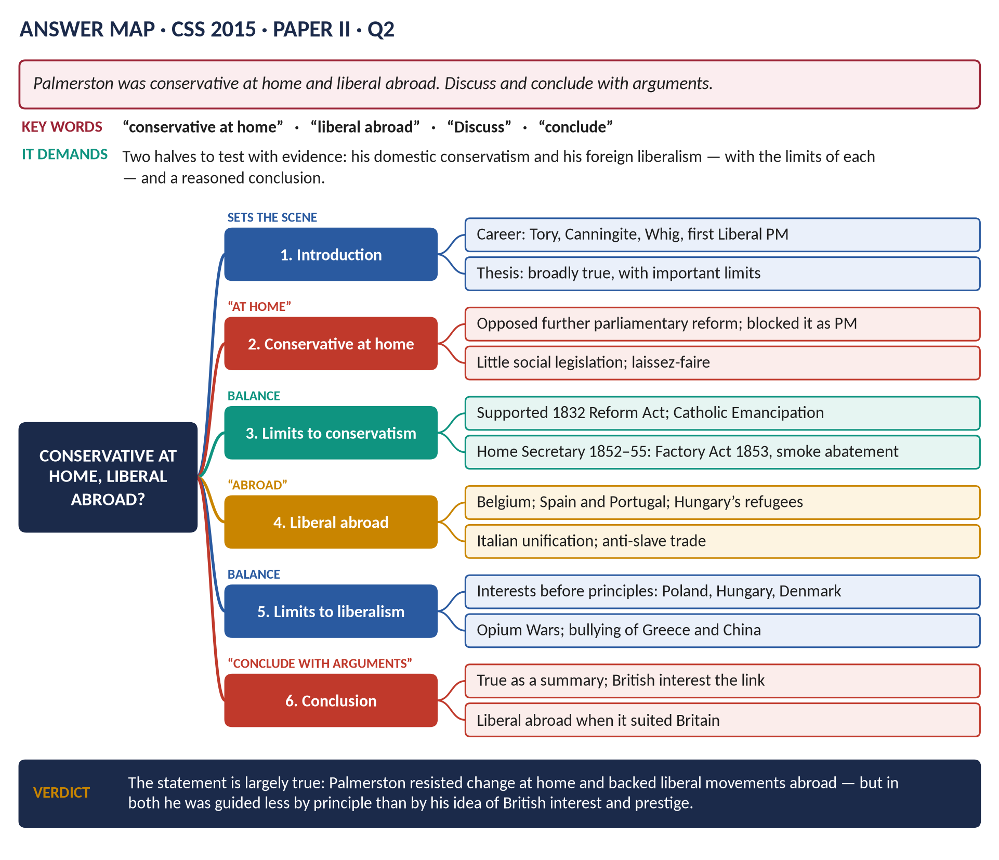 ANSWER MAP · CSS 2015 · PAPER II · Q2
Palmerston was conservative at home and liberal abroad. Discuss and conclude with arguments.
KEY WORDS “conservative at home” · “liberal abroad” · “Discuss” · “conclude”
IT DEMANDS Two halves to test with evidence: his domestic conservatism and his foreign liberalism — with the limits of each
— and a reasoned conclusion.
CONSERVATIVE AT
HOME, LIBERAL
ABROAD?
SETS THE SCENE
1. Introduction
Career: Tory, Canningite, Whig, first Liberal PM
Thesis: broadly true, with important limits
“AT HOME”
2. Conservative at home
Opposed further parliamentary reform; blocked it as PM
Little social legislation; laissez-faire
BALANCE
3. Limits to conservatism
Supported 1832 Reform Act; Catholic Emancipation
Home Secretary 1852–55: Factory Act 1853, smoke abatement
“ABROAD”
4. Liberal abroad
Belgium; Spain and Portugal; Hungary’s refugees
Italian unification; anti-slave trade
BALANCE
5. Limits to liberalism
Interests before principles: Poland, Hungary, Denmark
Opium Wars; bullying of Greece and China
“CONCLUDE WITH ARGUMENTS”
6. Conclusion
True as a summary; British interest the link
Liberal abroad when it suited Britain
VERDICT
The statement is largely true: Palmerston resisted change at home and backed liberal movements abroad — but in
both he was guided less by principle than by his idea of British interest and prestige.